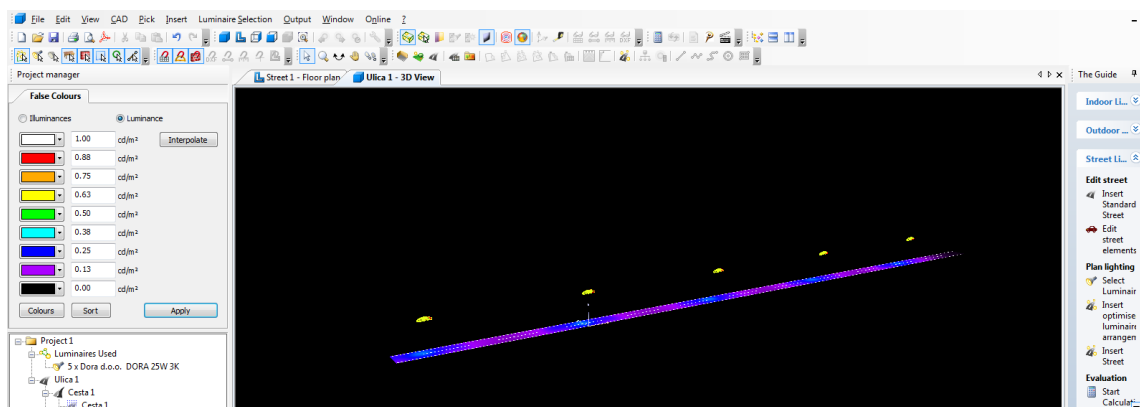 File Edit View CAD Pick Insert Luminaire Selection Output Window Online ?
Project manager
Street 1 - Floor plan
Ulica 1 - 3D View
The Guide
False Colours
Illuminances
Luminance
1.00 cd/m² Interpolate
0.88 cd/m²
0.75 cd/m²
0.63 cd/m²
0.50 cd/m²
0.38 cd/m²
0.25 cd/m²
0.13 cd/m²
0.00 cd/m²
Colours Sort Apply
Project 1
Luminaires Used
5 x Dora d.o.o. DORA 25W 3K
Ulica 1
Cesta 1
Cesta 1
Indoor Li...
Outdoor ...
Street Li...
Edit street
Insert
Standard
Street
Edit
street
elements
Plan lighting
Select
Luminair
Insert
optimise
luminaire
arrangen
Insert
Street
Evaluation
Start